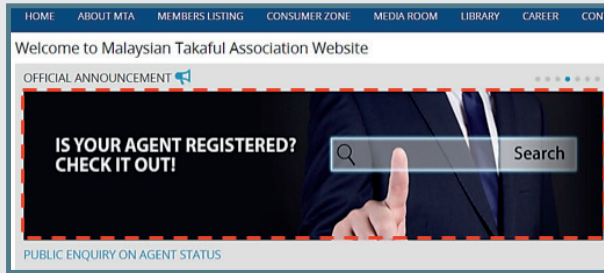 HOME ABOUT MTA MEMBERS LISTING CONSUMER ZONE MEDIA ROOM LIBRARY CAREER CON
Welcome to Malaysian Takaful Association Website
OFFICIAL ANNOUNCEMENT
IS YOUR AGENT REGISTERED?
CHECK IT OUT!
Search
PUBLIC ENQUIRY ON AGENT STATUS